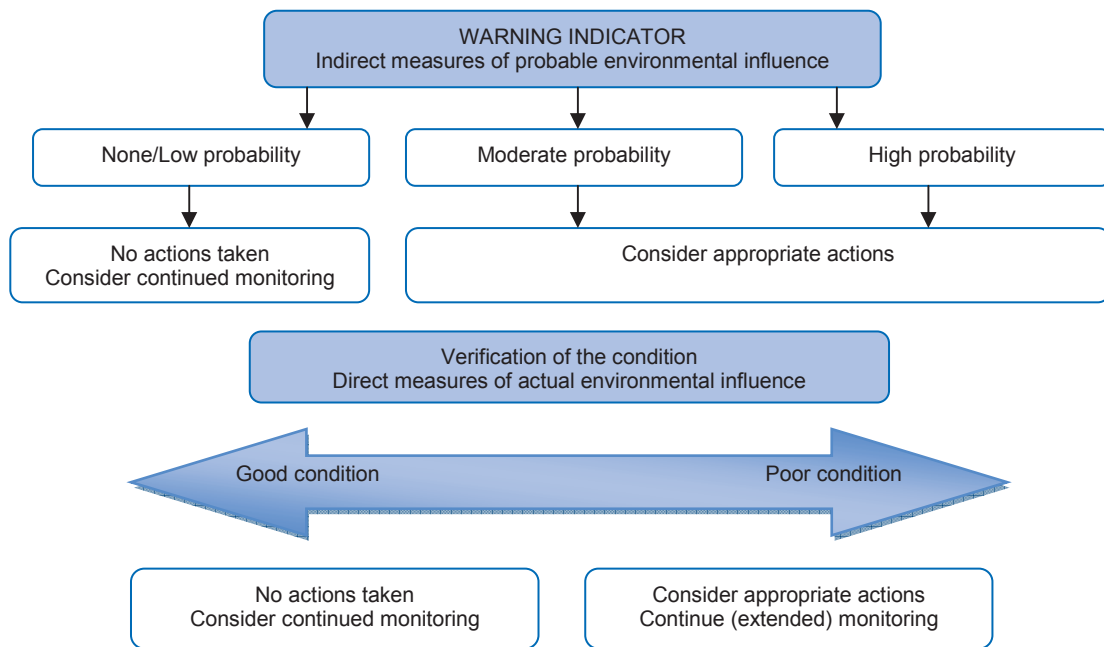 WARNING INDICATOR
Indirect measures of probable environmental influence
None/Low probability
Moderate probability
High probability
No actions taken
Consider continued monitoring
Consider appropriate actions
Verification of the condition
Direct measures of actual environmental influence
Good condition
Poor condition
No actions taken
Consider continued monitoring
Consider appropriate actions
Continue (extended) monitoring